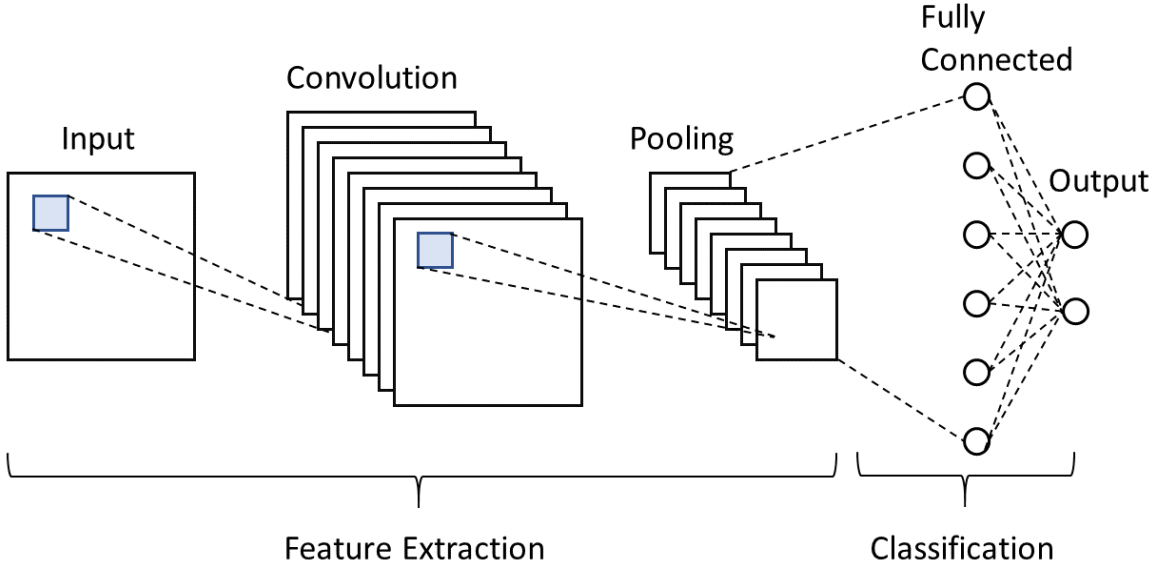 Input
Convolution
Pooling
Fully
Connected
Output
Feature Extraction
Classification